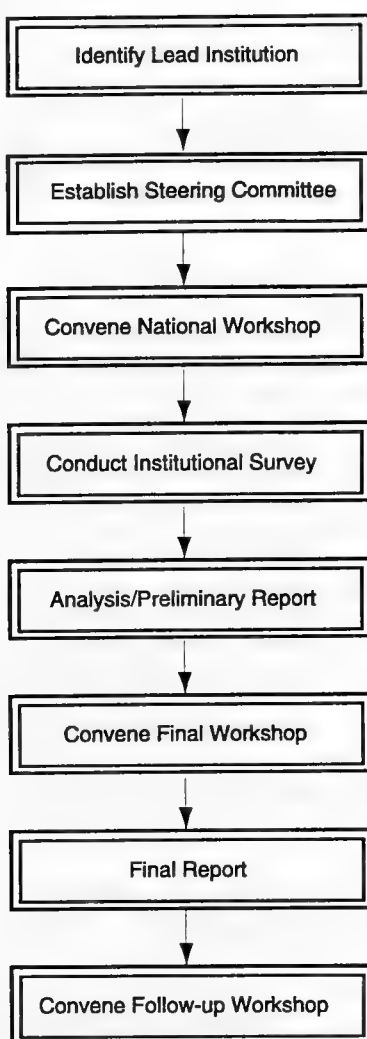 Identify Lead Institution
Establish Steering Committee
Convene National Workshop
Conduct Institutional Survey
Analysis/Preliminary Report
Convene Final Workshop
Final Report
Convene Follow-up Workshop